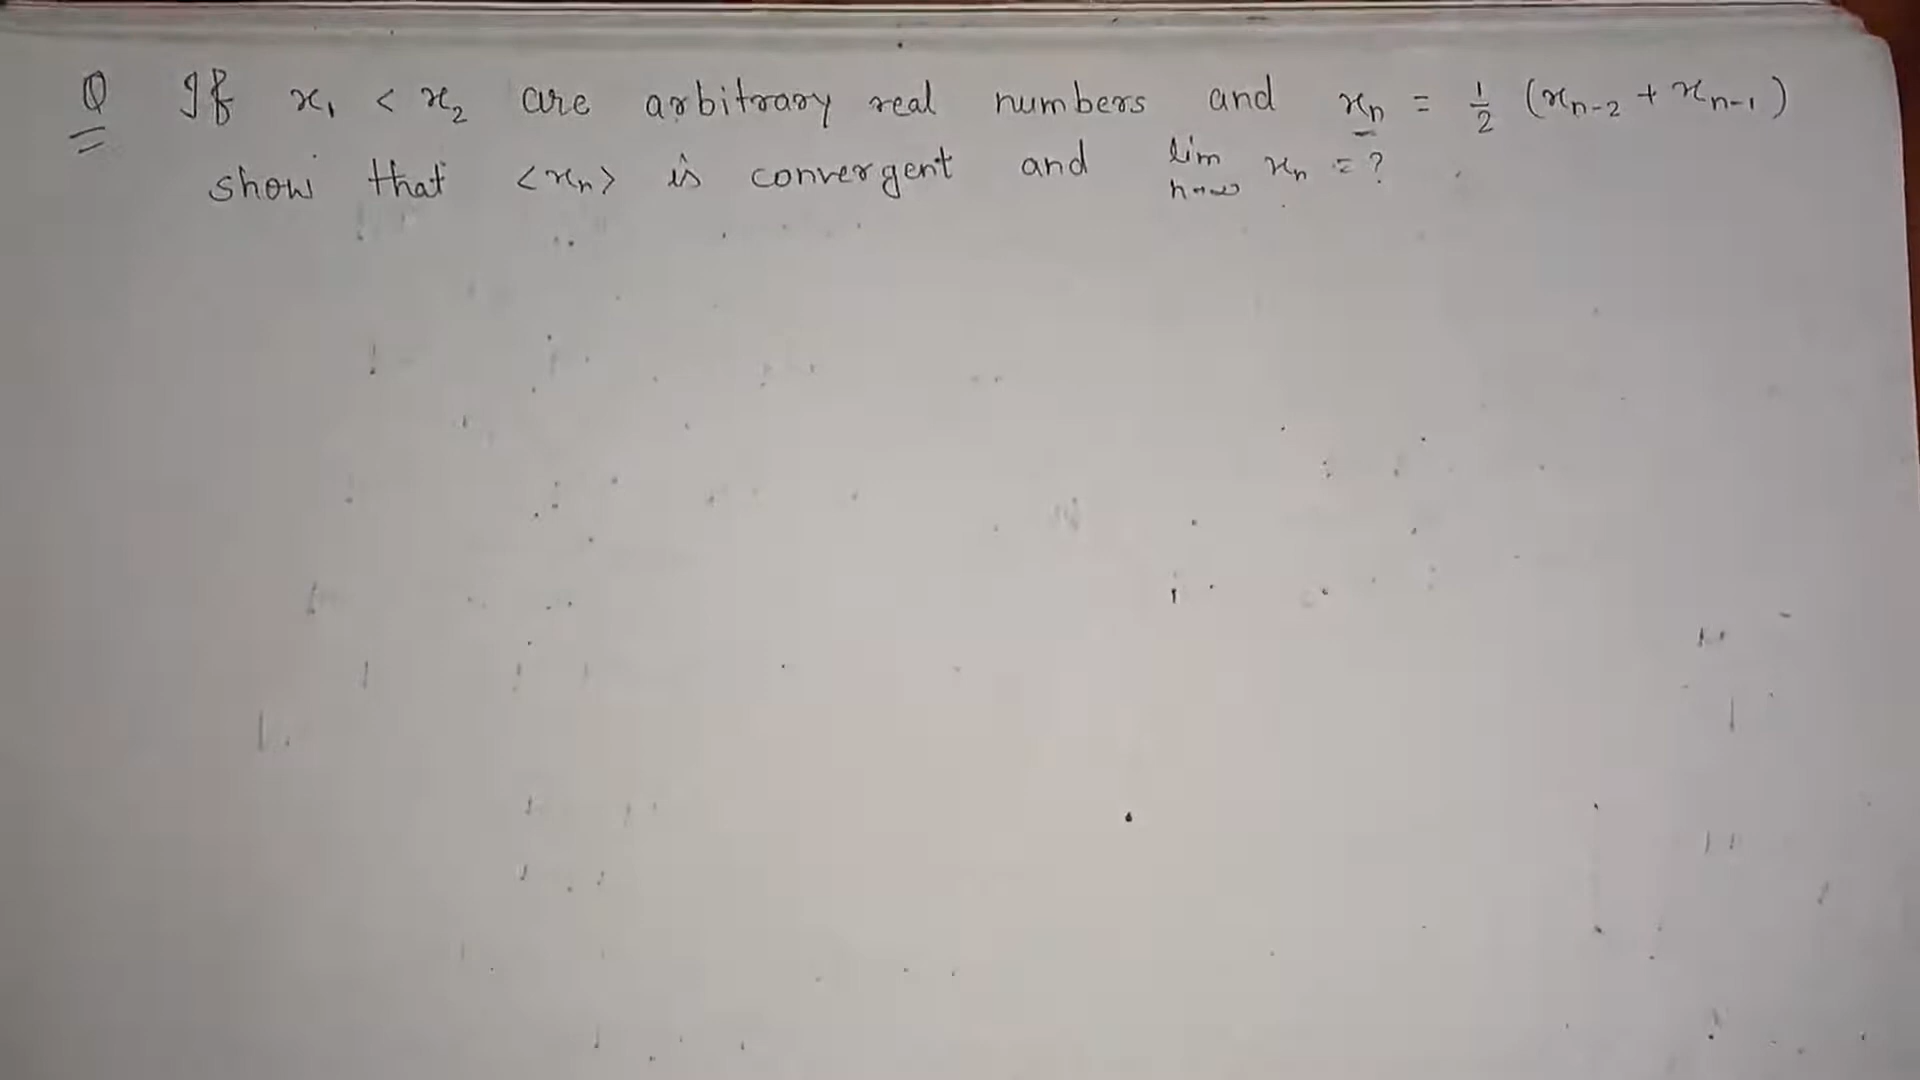 Q If x₁ < x₂ are arbitrary real numbers and xₙ = 1/2 (xₙ₋₂ + xₙ₋₁)
show that <xₙ> is convergent and lim n→∞ xₙ = ?